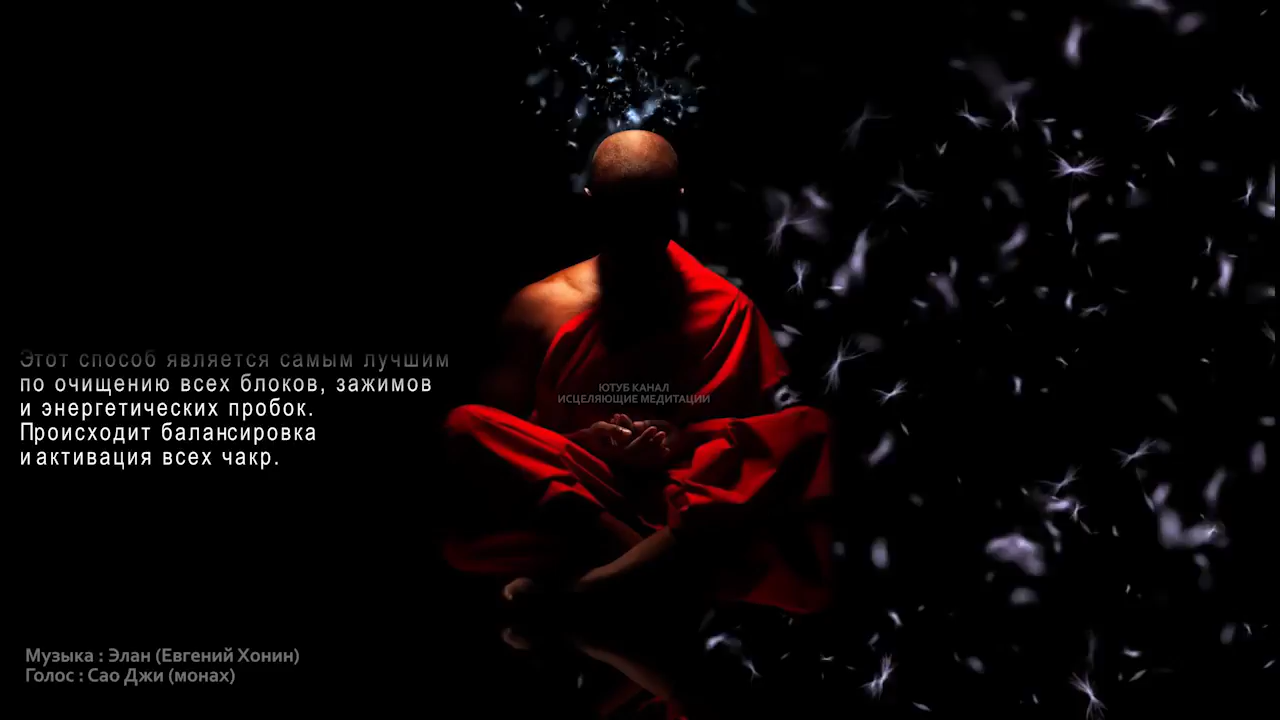 Этот способ является самым лучшим
по очищению всех блоков, зажимов
и энергетических пробок.
Происходит балансировка
и активация всех чакр.
ЮТУБ КАНАЛ
ИСЦЕЛЯЮЩИЕ МЕДИТАЦИИ
Музыка : Элан (Евгений Хонин)
Голос : Сао Джи (монах)